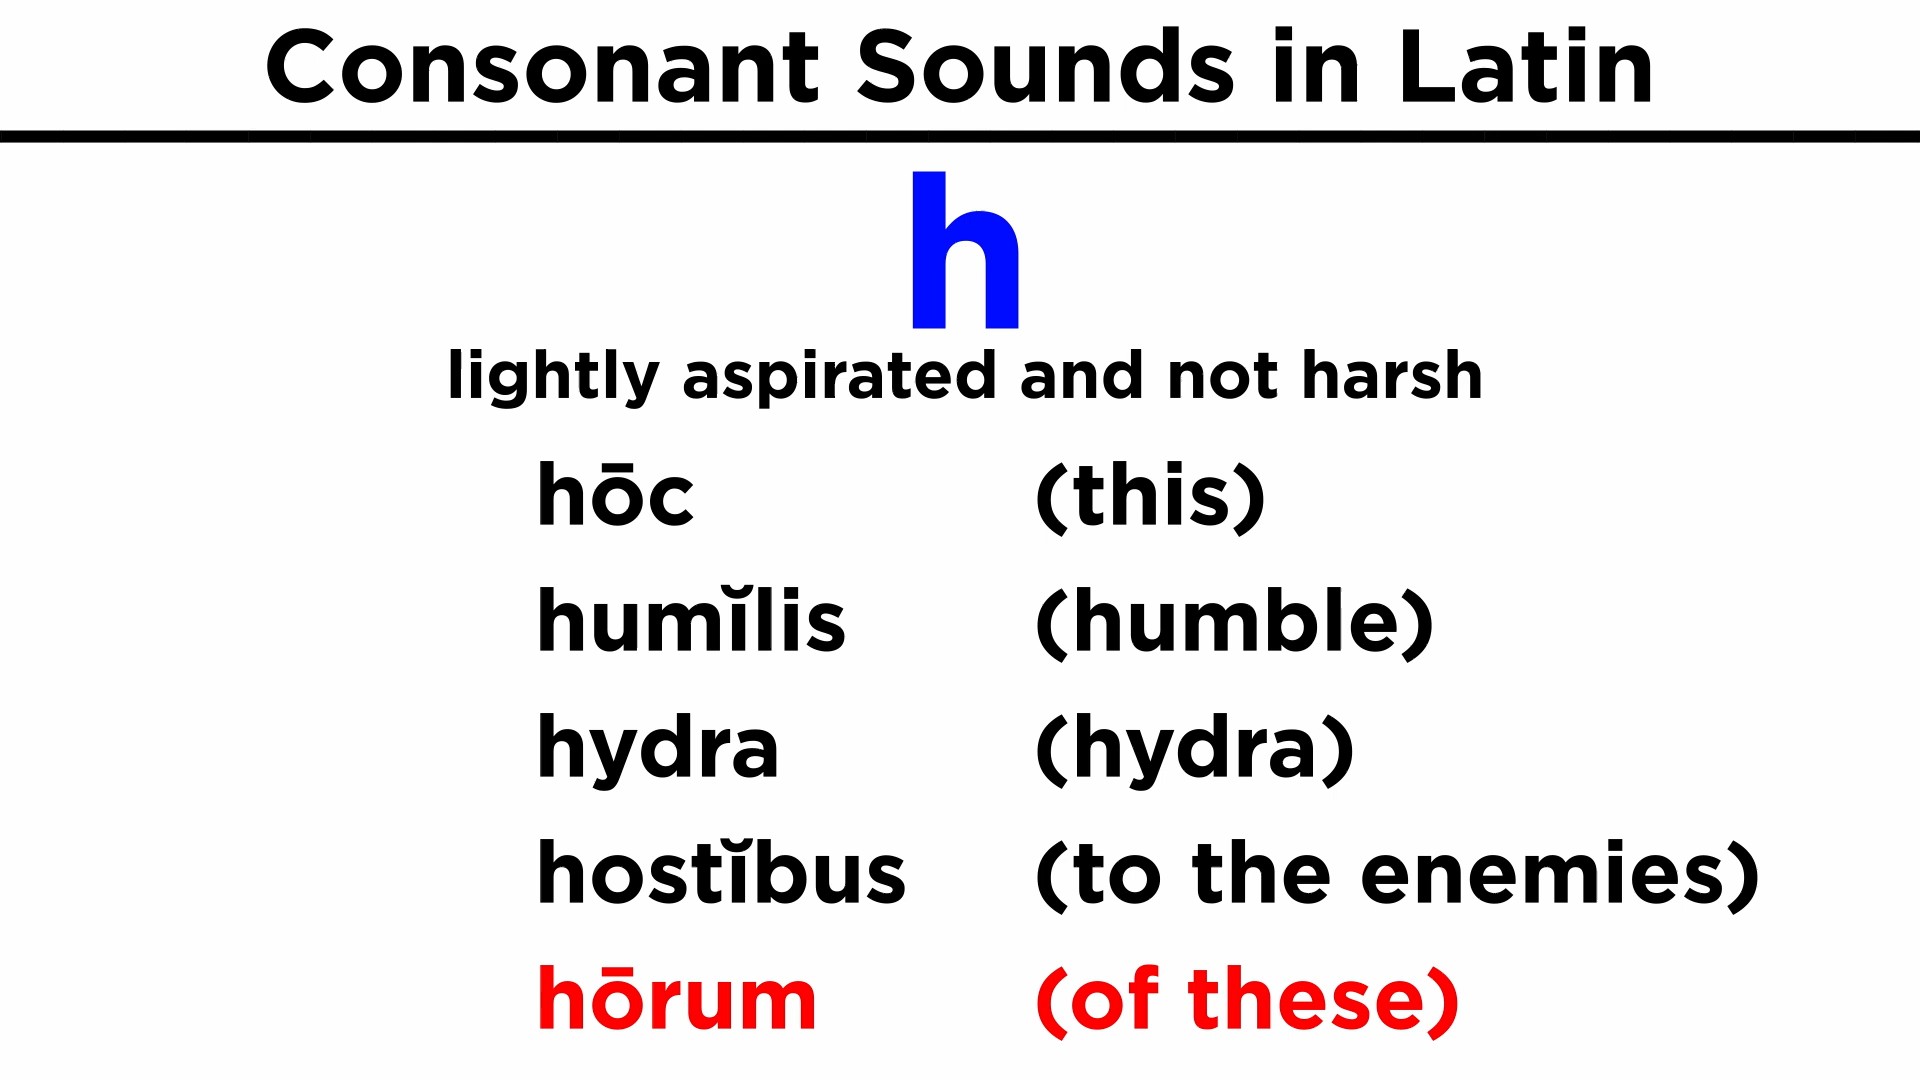 Consonant Sounds in Latin
h
lightly aspirated and not harsh
hōc (this)
humĭlis (humble)
hydra (hydra)
hostĭbus (to the enemies)
hōrum (of these)